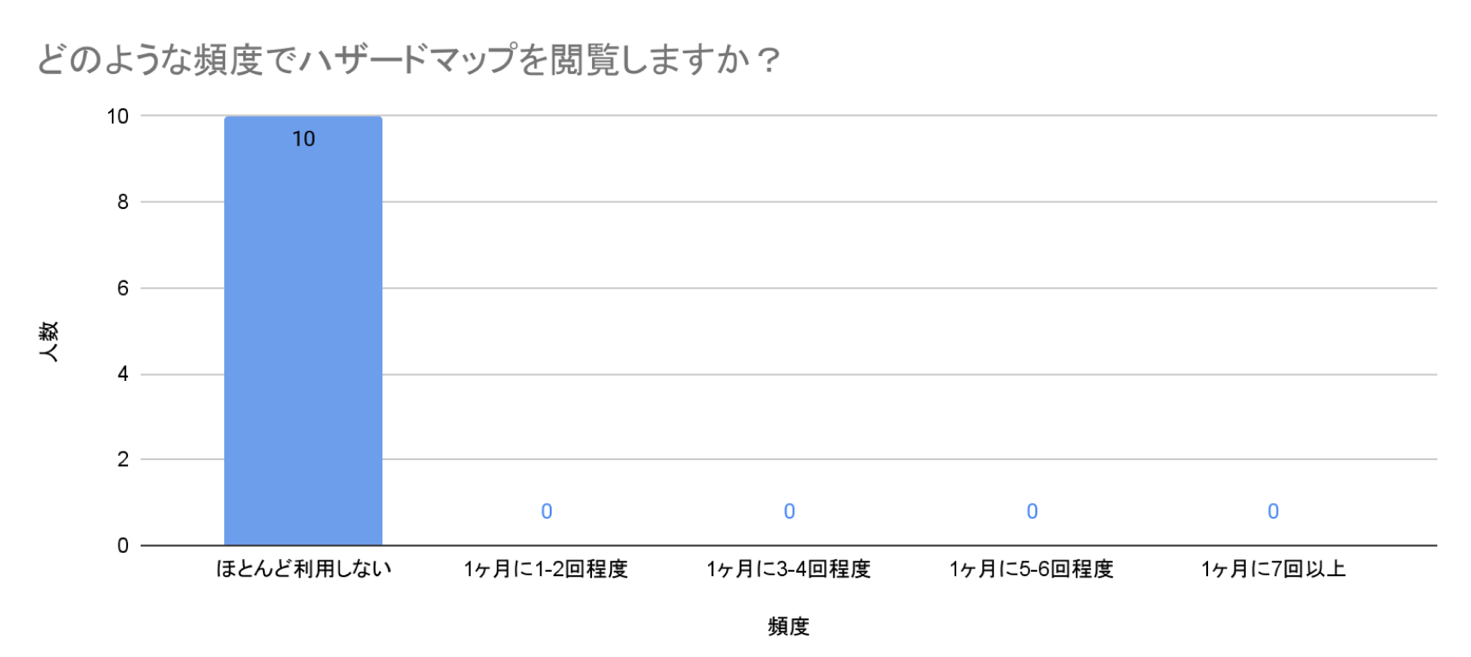 どのような頻度でハザードマップを閲覧しますか？
10
8
6
4
2
0
人数
10
0
0
0
0
ほとんど利用しない
1ヶ月に1-2回程度
1ヶ月に3-4回程度
1ヶ月に5-6回程度
1ヶ月に7回以上
頻度